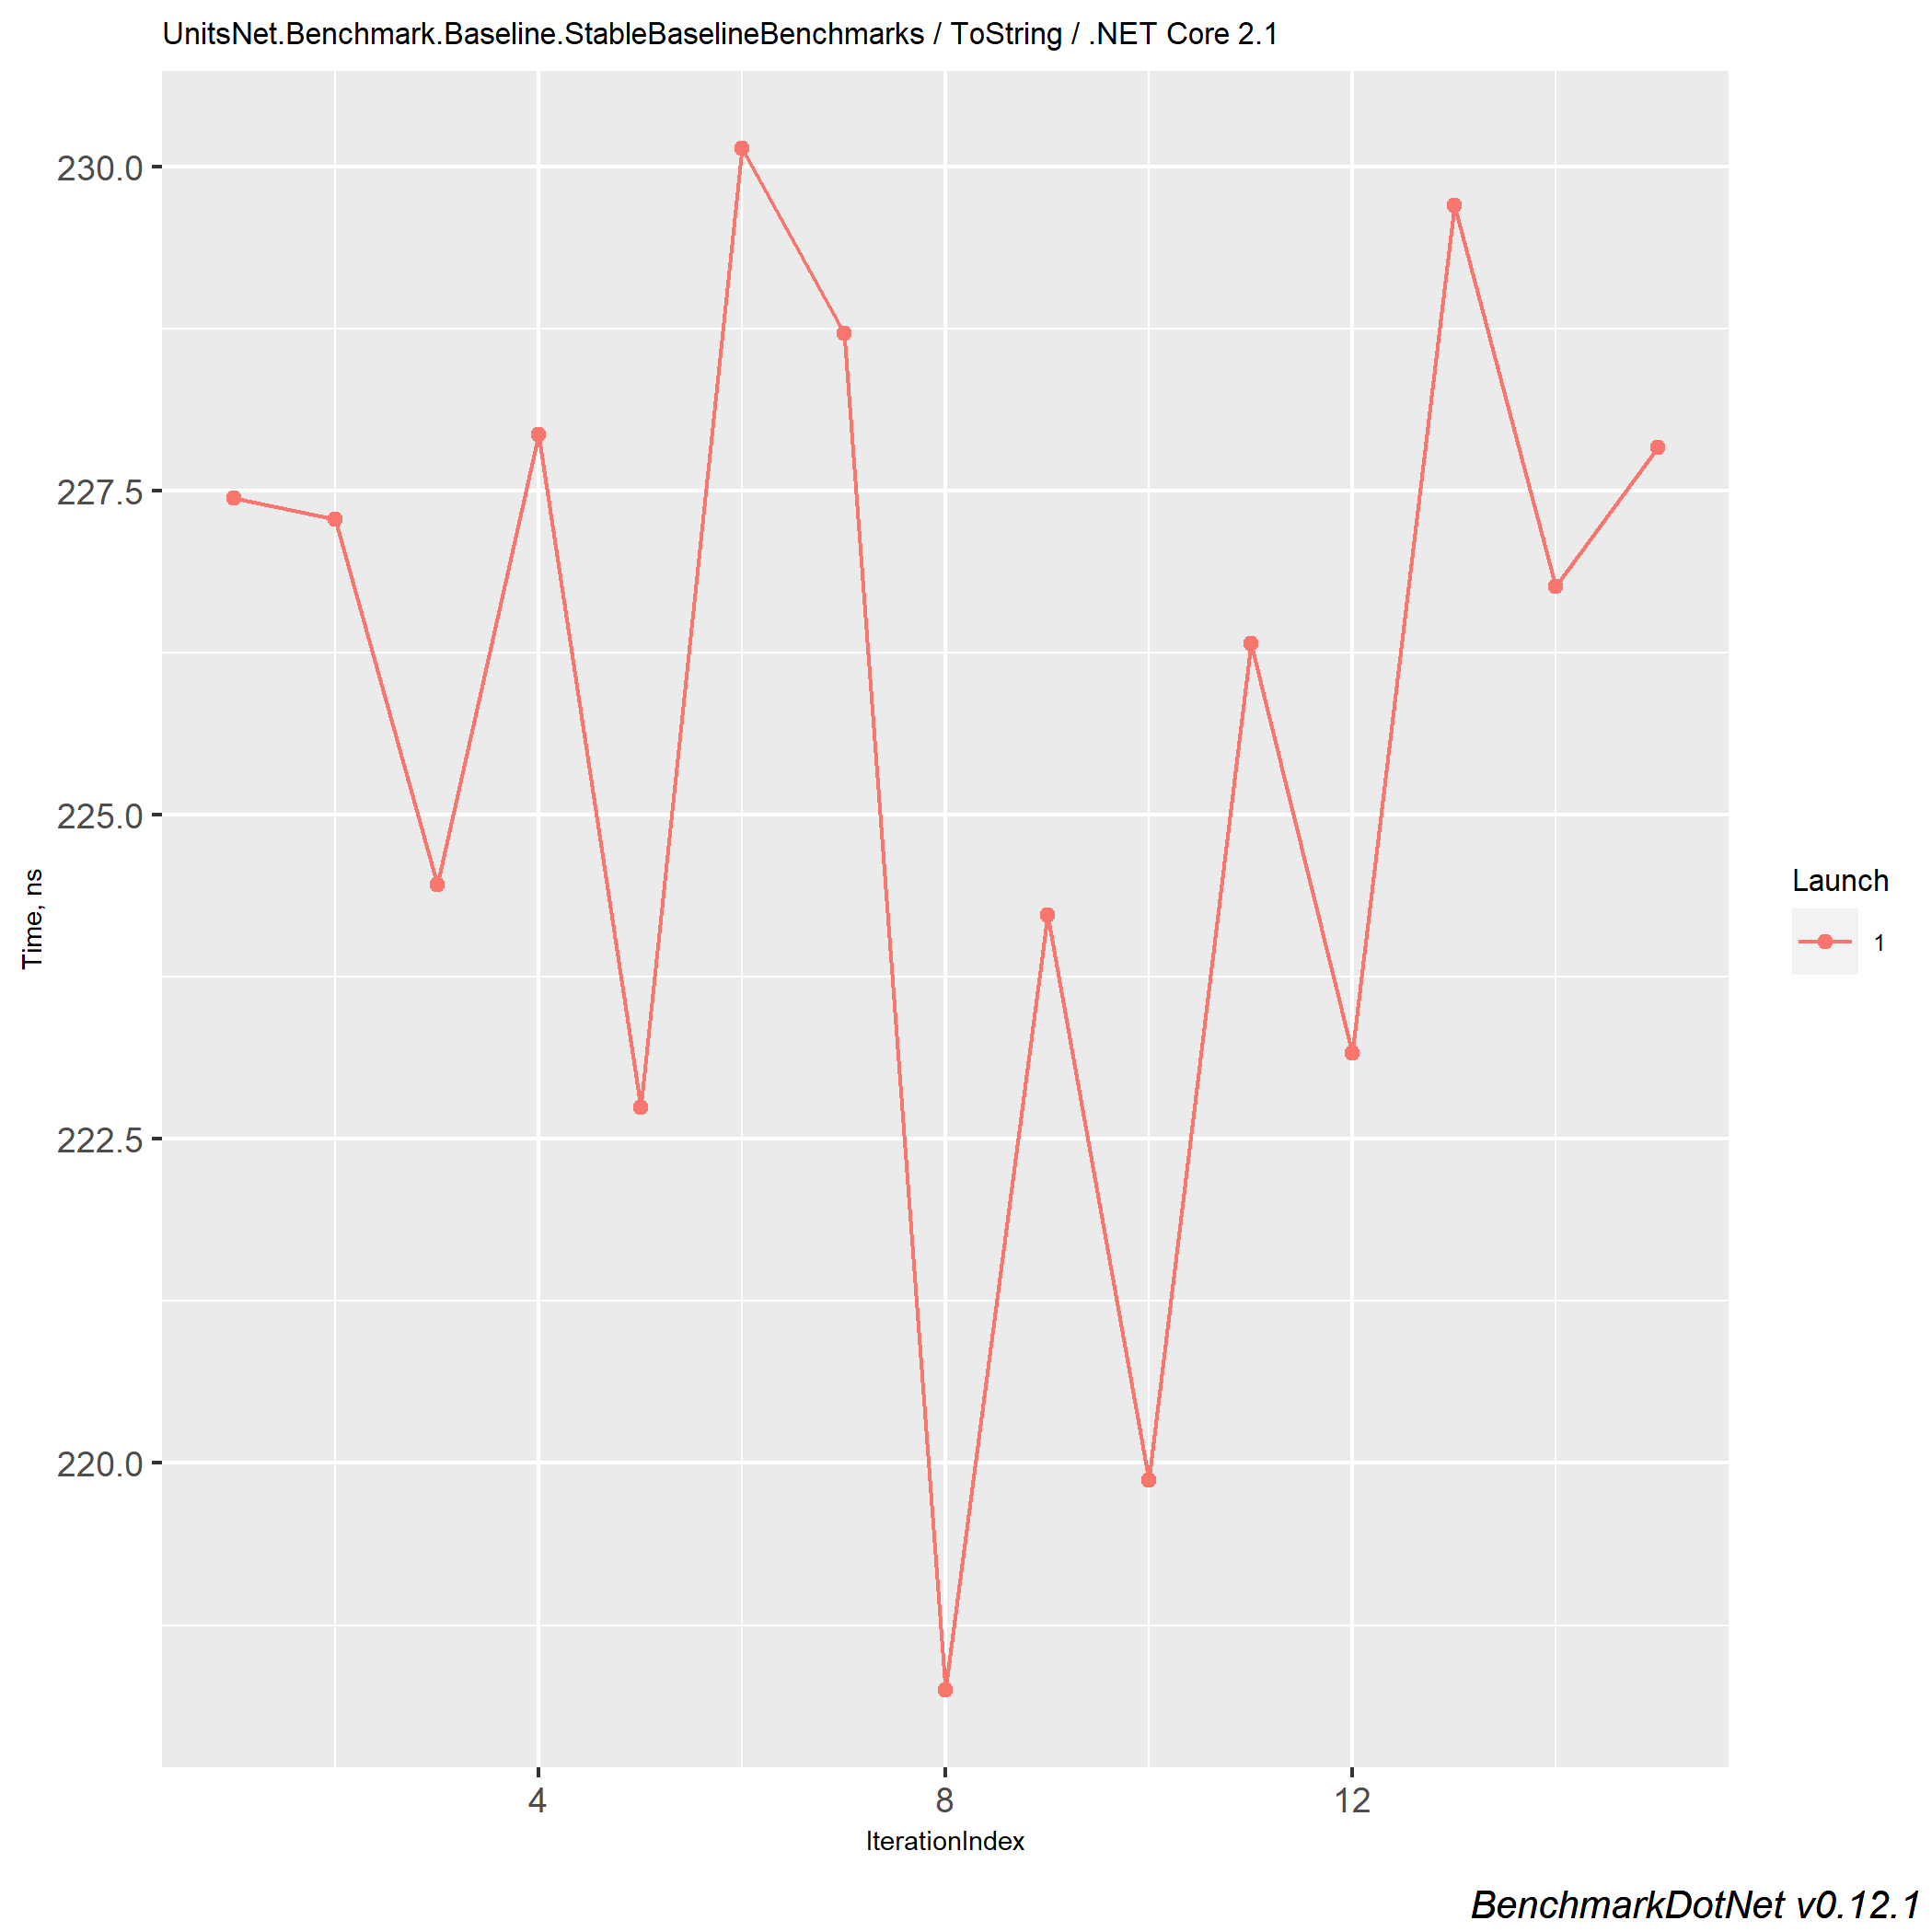 UnitsNet.Benchmark.Baseline.StableBaselineBenchmarks / ToString / .NET Core 2.1
230.0
227.5
225.0
222.5
220.0
Time, ns
4
8
12
IterationIndex
Launch
1
BenchmarkDotNet v0.12.1